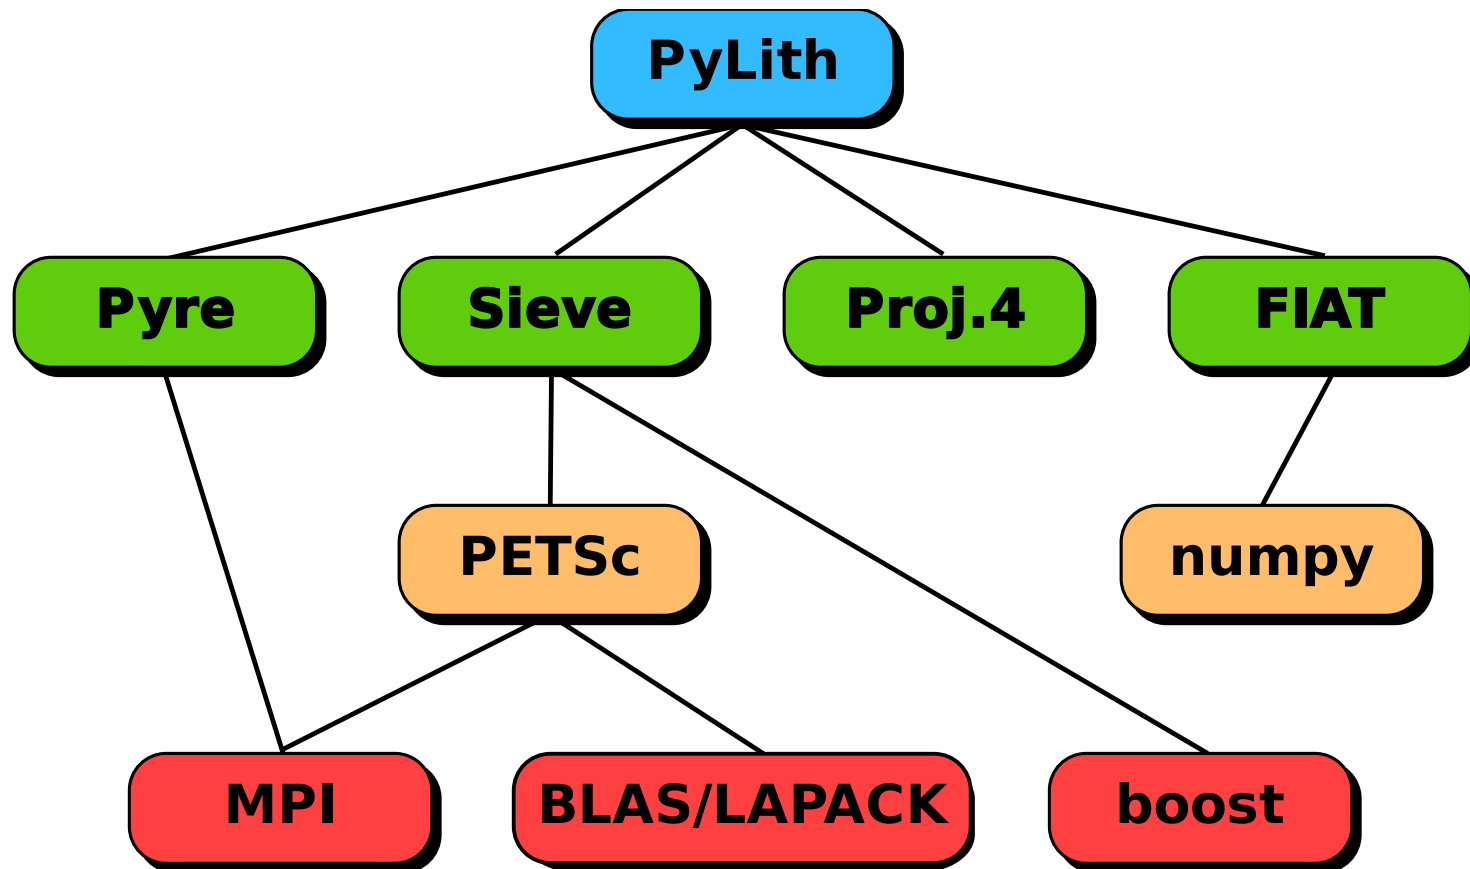 PyLith
Pyre
Sieve
Proj.4
FIAT
PETSc
numpy
MPI
BLAS/LAPACK
boost